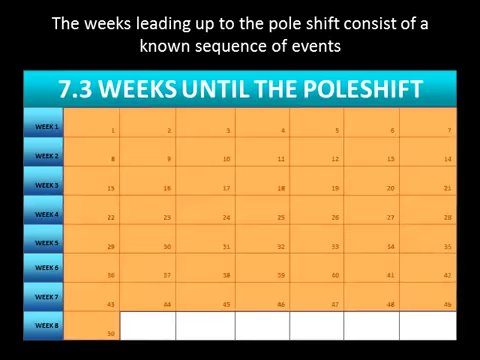 The weeks leading up to the pole shift consist of a
known sequence of events
7.3 WEEKS UNTIL THE POLESHIFT
WEEK 1 1 2 3 4 5 6 7
WEEK 2 8 9 10 11 12 13 14
WEEK 3 15 16 17 18 19 20 21
WEEK 4 22 23 24 25 26 27 28
WEEK 5 29 30 31 32 33 34 35
WEEK 6 36 37 38 39 40 41 42
WEEK 7 43 44 45 46 47 48 49
WEEK 8 50